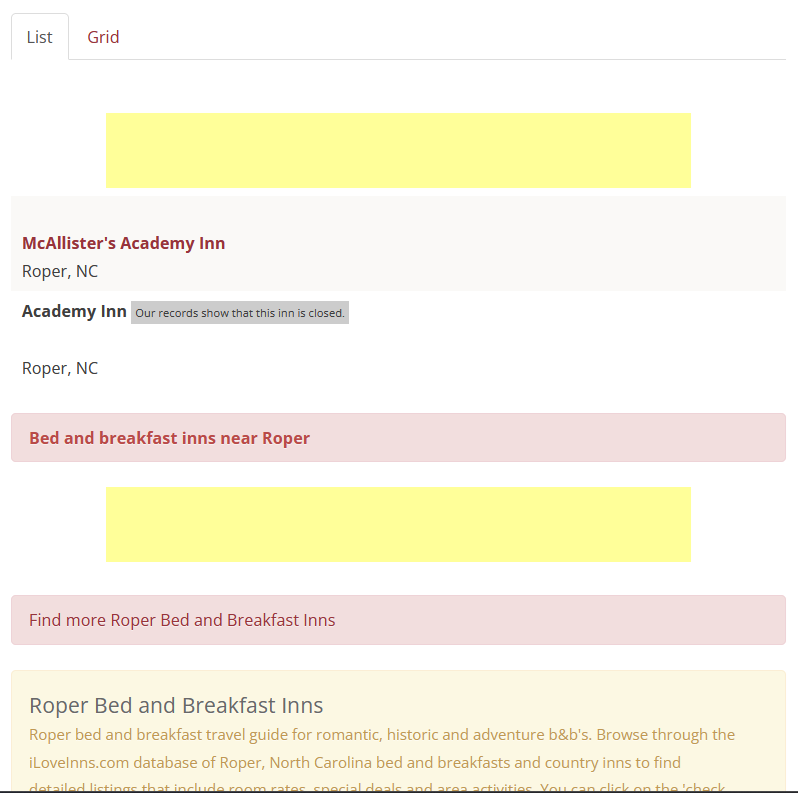 List Grid
McAllister's Academy Inn
Roper, NC
Academy Inn Our records show that this inn is closed.
Roper, NC
Bed and breakfast inns near Roper
Find more Roper Bed and Breakfast Inns
Roper Bed and Breakfast Inns
Roper bed and breakfast travel guide for romantic, historic and adventure b&b's. Browse through the
iLoveInns.com database of Roper, North Carolina bed and breakfasts and country inns to find
detailed listings that include room rates, special deals and area activities. You can click on the 'check